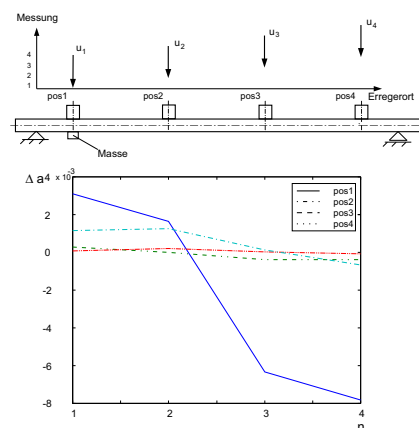 Messung
u1
u2
u3
u4
4
3
2
1
pos1
pos2
pos3
pos4
Erregerort
Masse
Δ a
4
x 10^-3
pos1
pos2
pos3
pos4
2
0
-2
-4
-6
-8
1
2
3
4